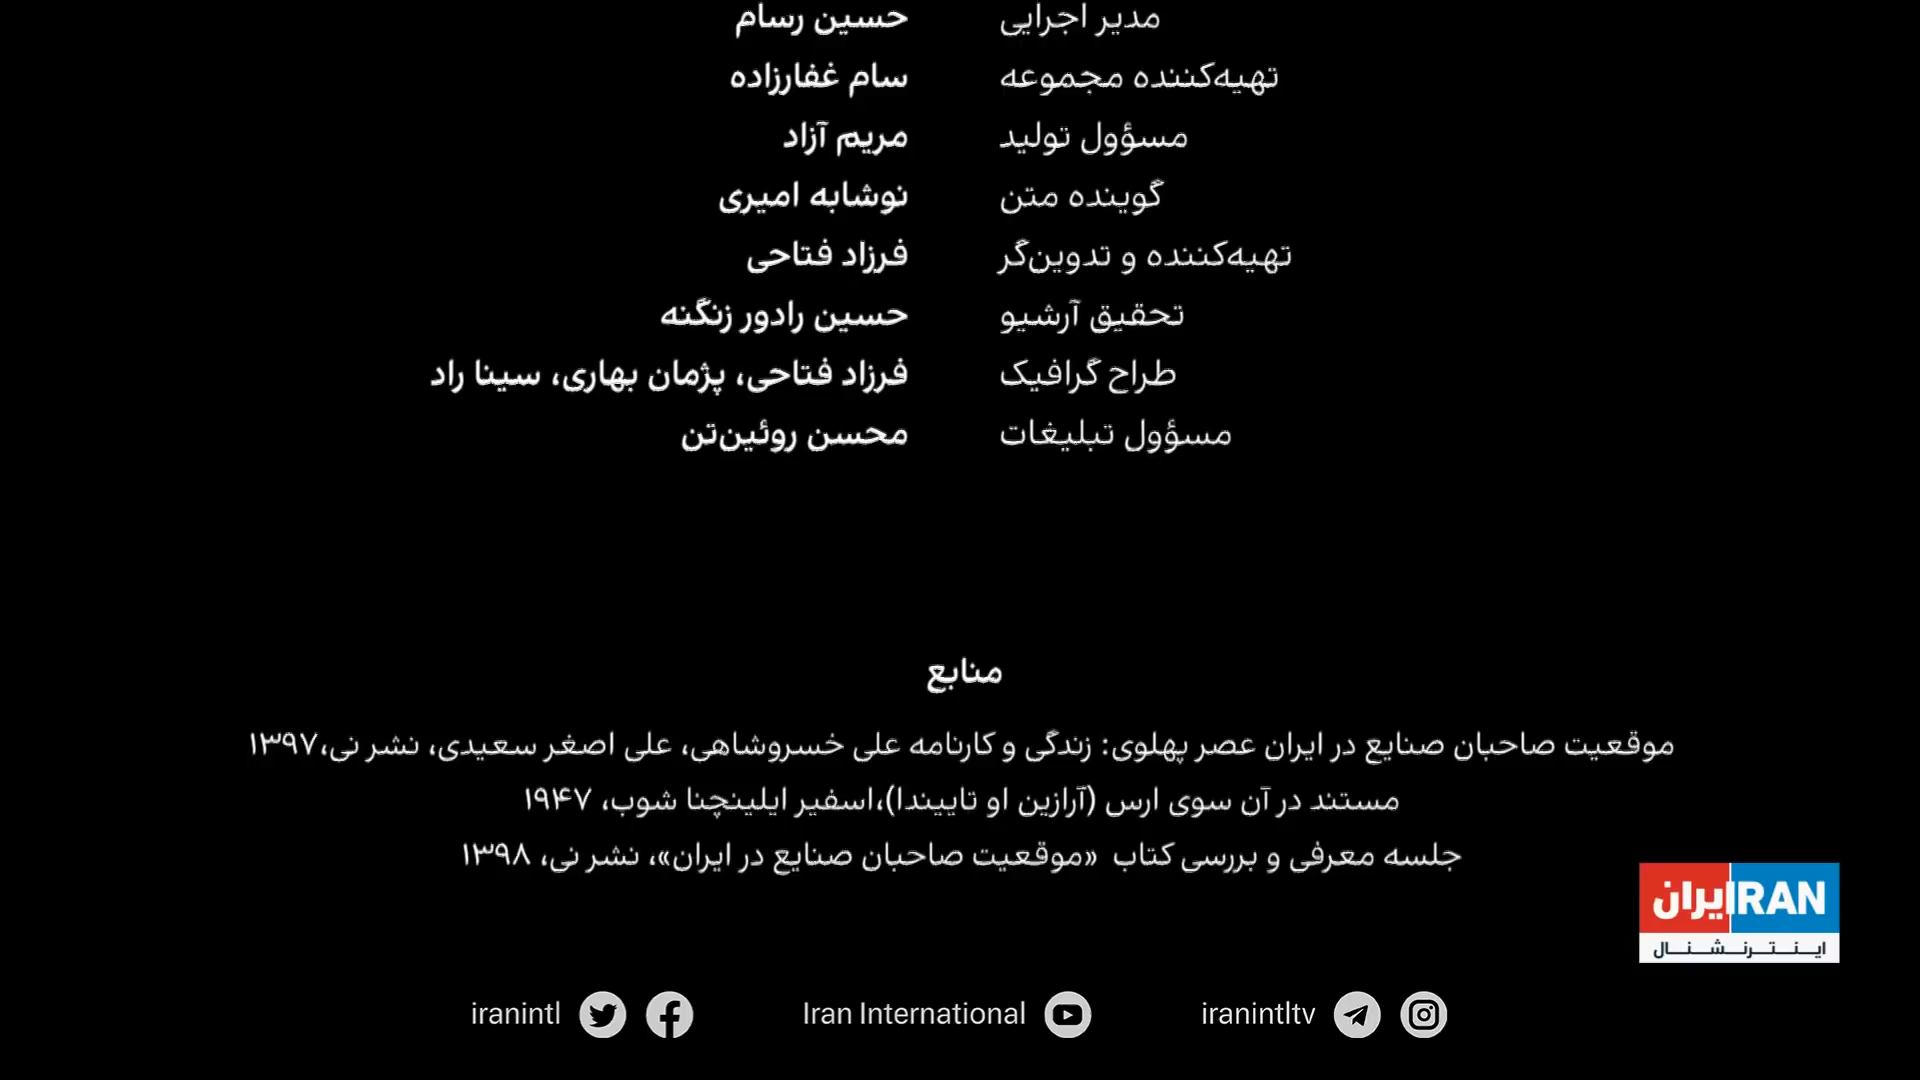 مدیر اجرایی حسین رسام
تهیه‌کننده مجموعه سام غفارزاده
مسؤول تولید مریم آزاد
گوینده متن نوشابه امیری
تهیه‌کننده و تدوین‌گر فرزاد فتاحی
تحقیق آرشیو حسین رادور زنگنه
طراح گرافیک فرزاد فتاحی، پژمان بهاری، سینا راد
مسؤول تبلیغات محسن روئین‌تن
منابع
موقعیت صاحبان صنایع در ایران عصر پهلوی: زندگی و کارنامه علی خسروشاهی، علی اصغر سعیدی، نشر نی،۱۳۹۷
مستند در آن سوی ارس (آرازین او تاییندا)،اسفیر ایلینچنا شوب، ۱۹۴۷
جلسه معرفی و بررسی کتاب «موقعیت صاحبان صنایع در ایران»، نشر نی، ۱۳۹۸
ایران IRAN
اینترنشنال
iranintl Iran International iranintltv